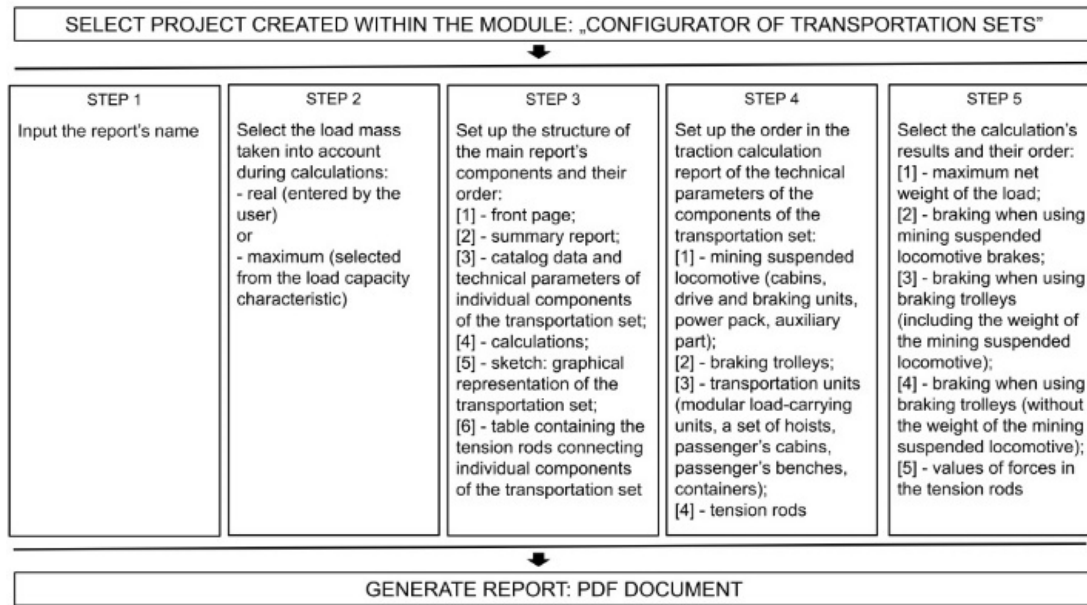 SELECT PROJECT CREATED WITHIN THE MODULE: „CONFIGURATOR OF TRANSPORTATION SETS”
STEP 1
Input the report's name
STEP 2
Select the load mass
taken into account
during calculations:
- real (entered by the
user)
or
- maximum (selected
from the load capacity
characteristic)
STEP 3
Set up the structure of
the main report's
components and their
order:
[1] - front page;
[2] - summary report;
[3] - catalog data and
technical parameters of
individual components
of the transportation set;
[4] - calculations;
[5] - sketch: graphical
representation of the
transportation set;
[6] - table containing the
tension rods connecting
individual components
of the transportation set
STEP 4
Set up the order in the
traction calculation
report of the technical
parameters of the
components of the
transportation set:
[1] - mining suspended
locomotive (cabins,
drive and braking units,
power pack, auxiliary
part);
[2] - braking trolleys;
[3] - transportation units
(modular load-carrying
units, a set of hoists,
passenger's cabins,
passenger's benches,
containers);
[4] - tension rods
STEP 5
Select the calculation's
results and their order:
[1] - maximum net
weight of the load;
[2] - braking when using
mining suspended
locomotive brakes;
[3] - braking when using
braking trolleys
(including the weight of
the mining suspended
locomotive);
[4] - braking when using
braking trolleys (without
the weight of the mining
suspended locomotive);
[5] - values of forces in
the tension rods
GENERATE REPORT: PDF DOCUMENT